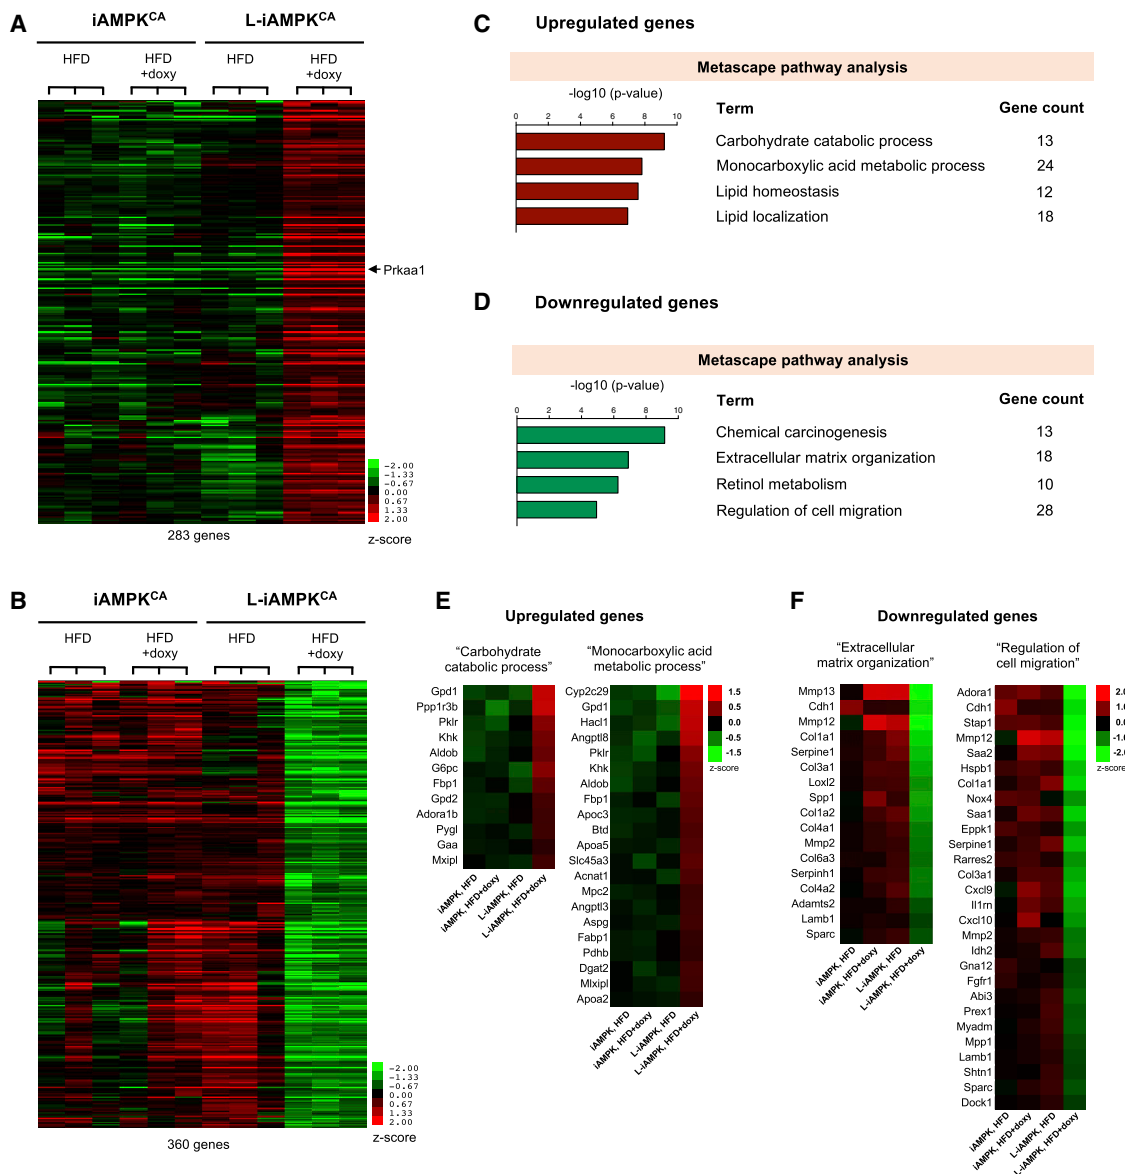 A
iAMPKCA
L-iAMPKCA
HFD
HFD
+doxy
HFD
HFD
+doxy
Prkaa1
-2.00
-1.33
-0.67
0.00
0.67
1.33
2.00
z-score
283 genes
B
iAMPKCA
L-iAMPKCA
HFD
HFD
+doxy
HFD
HFD
+doxy
-2.00
-1.33
-0.67
0.00
0.67
1.33
2.00
z-score
360 genes
C
Upregulated genes
Metascape pathway analysis
-log10 (p-value)
Term
Gene count
0 2 4 6 8 10
Carbohydrate catabolic process 13
Monocarboxylic acid metabolic process 24
Lipid homeostasis 12
Lipid localization 18
D
Downregulated genes
Metascape pathway analysis
-log10 (p-value)
Term
Gene count
0 2 4 6 8 10
Chemical carcinogenesis 13
Extracellular matrix organization 18
Retinol metabolism 10
Regulation of cell migration 28
E
Upregulated genes
“Carbohydrate
catabolic process”
Gpd1
Ppp1r3b
Pklr
Khk
Aldob
G6pc
Fbp1
Gpd2
Adora1b
Pygl
Gaa
Mxipl
iAMPK, HFD
iAMPK, HFD+doxy
L-iAMPK, HFD
L-iAMPK, HFD+doxy
“Monocarboxylic acid
metabolic process”
Cyp2c29
Gpd1
Hacl1
Angptl8
Pklr
Khk
Aldob
Fbp1
Apoc3
Btd
Apoa5
Slc45a3
Acnat1
Mpc2
Angptl3
Aspg
Fabp1
Pdhb
Dgat2
Mlxipl
Apoa2
iAMPK, HFD
iAMPK, HFD+doxy
L-iAMPK, HFD
L-iAMPK, HFD+doxy
1.5
0.5
0.0
-0.5
-1.5
z-score
F
Downregulated genes
“Extracellular
matrix organization”
Mmp13
Cdh1
Mmp12
Col1a1
Serpine1
Col3a1
Loxl2
Spp1
Col1a2
Col4a1
Mmp2
Col6a3
Serpinh1
Col4a2
Adamts2
Lamb1
Sparc
iAMPK, HFD
iAMPK, HFD+doxy
L-iAMPK, HFD
L-iAMPK, HFD+doxy
“Regulation of
cell migration”
Adora1
Cdh1
Stap1
Mmp12
Saa2
Hspb1
Col1a1
Nox4
Saa1
Eppk1
Serpine1
Rarres2
Col3a1
Cxcl9
Il1rn
Cxcl10
Mmp2
Idh2
Gna12
Fgfr1
Abi3
Prex1
Myadm
Mpp1
Lamb1
Shtn1
Sparc
Dock1
iAMPK, HFD
iAMPK, HFD+doxy
L-iAMPK, HFD
L-iAMPK, HFD+doxy
2.0
1.0
0.0
-1.0
-2.0
z-score